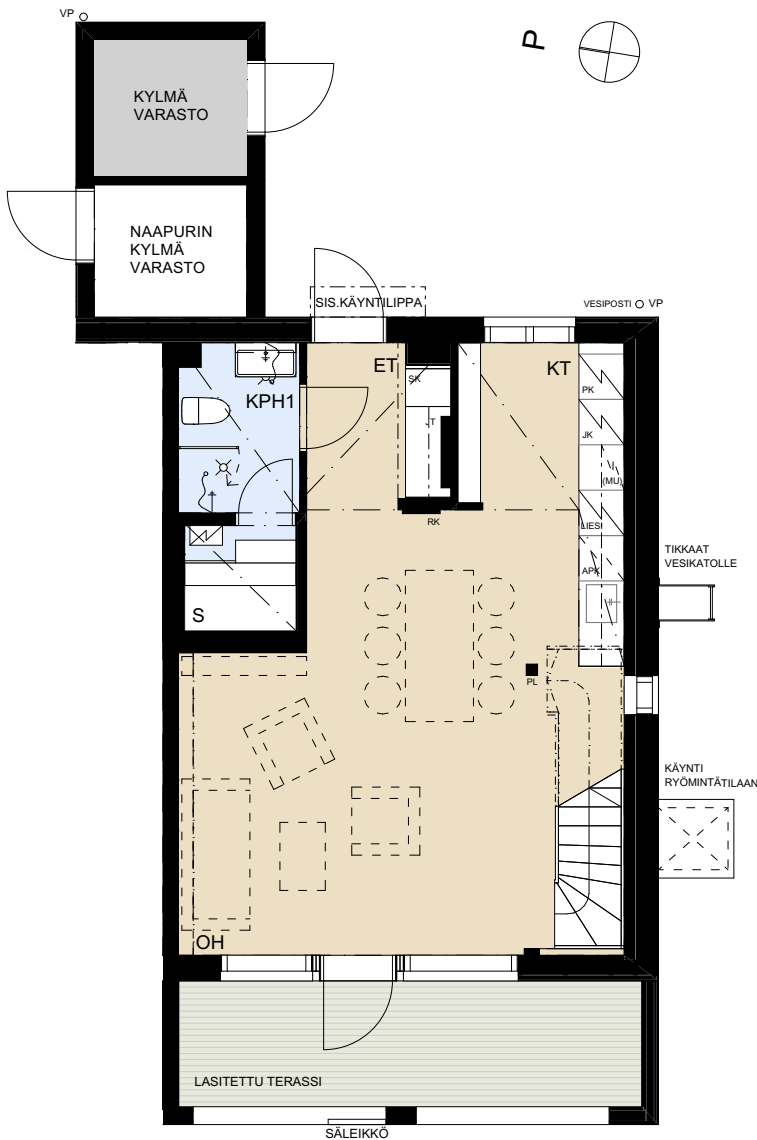 VP
P
KYLMÄ
VARASTO
NAAPURIN
KYLMÄ
VARASTO
SIS.KÄYNTILIPPA
VESIPOSTI VP
ET
KT
SK
PK
KPH1
JT
JK
(MU)
RK
LIESI
TIKKAAT
VESIKATOLLE
APK
S
PL
KÄYNTI
RYÖMINTÄTILAAN
OH
LASITETTU TERASSI
SÄLEIKKÖ